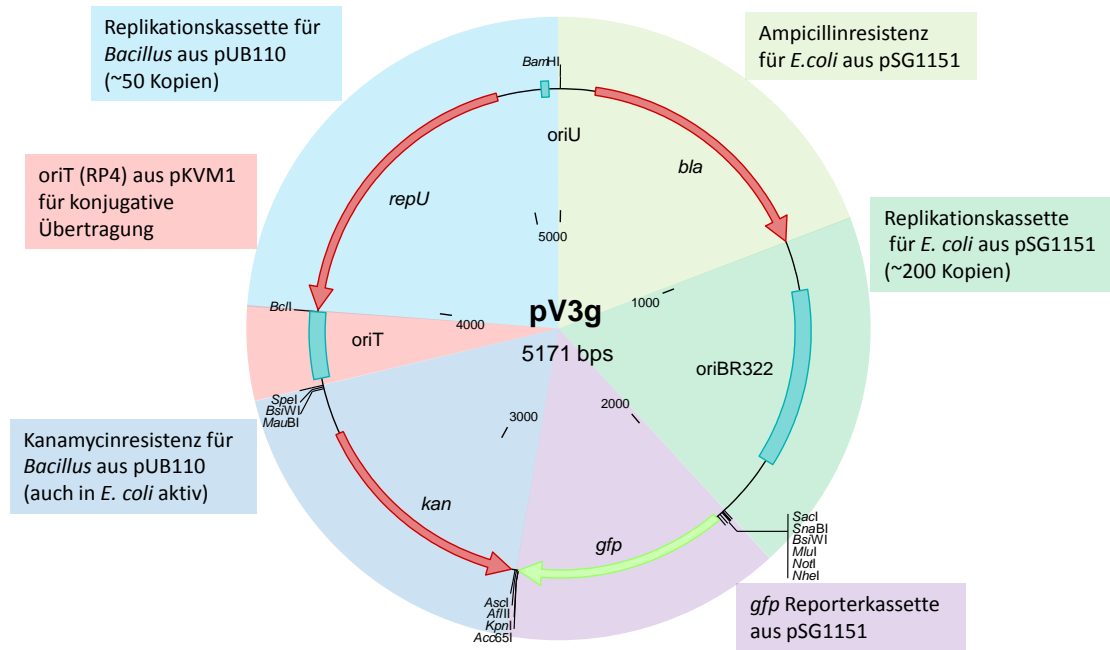 Replikationskassette für
Bacillus aus pUB110
(~50 Kopien)
Ampicillinresistenz
für E.coli aus pSG1151
BamHI
oriU
bla
repU
oriT (RP4) aus pKVM1
für konjugative
Übertragung
Replikationskassette
für E. coli aus pSG1151
(~200 Kopien)
5000
1000
BclI
4000
pV3g
oriT
5171 bps
oriBR322
SpeI
BsiWI
MauBI
3000
2000
Kanamycinresistenz für
Bacillus aus pUB110
(auch in E. coli aktiv)
kan
gfp
SacI
SnaBI
BsiWI
MluI
NotI
NheI
AscI
AflII
KpnI
Acc65I
gfp Reporterkassette
aus pSG1151